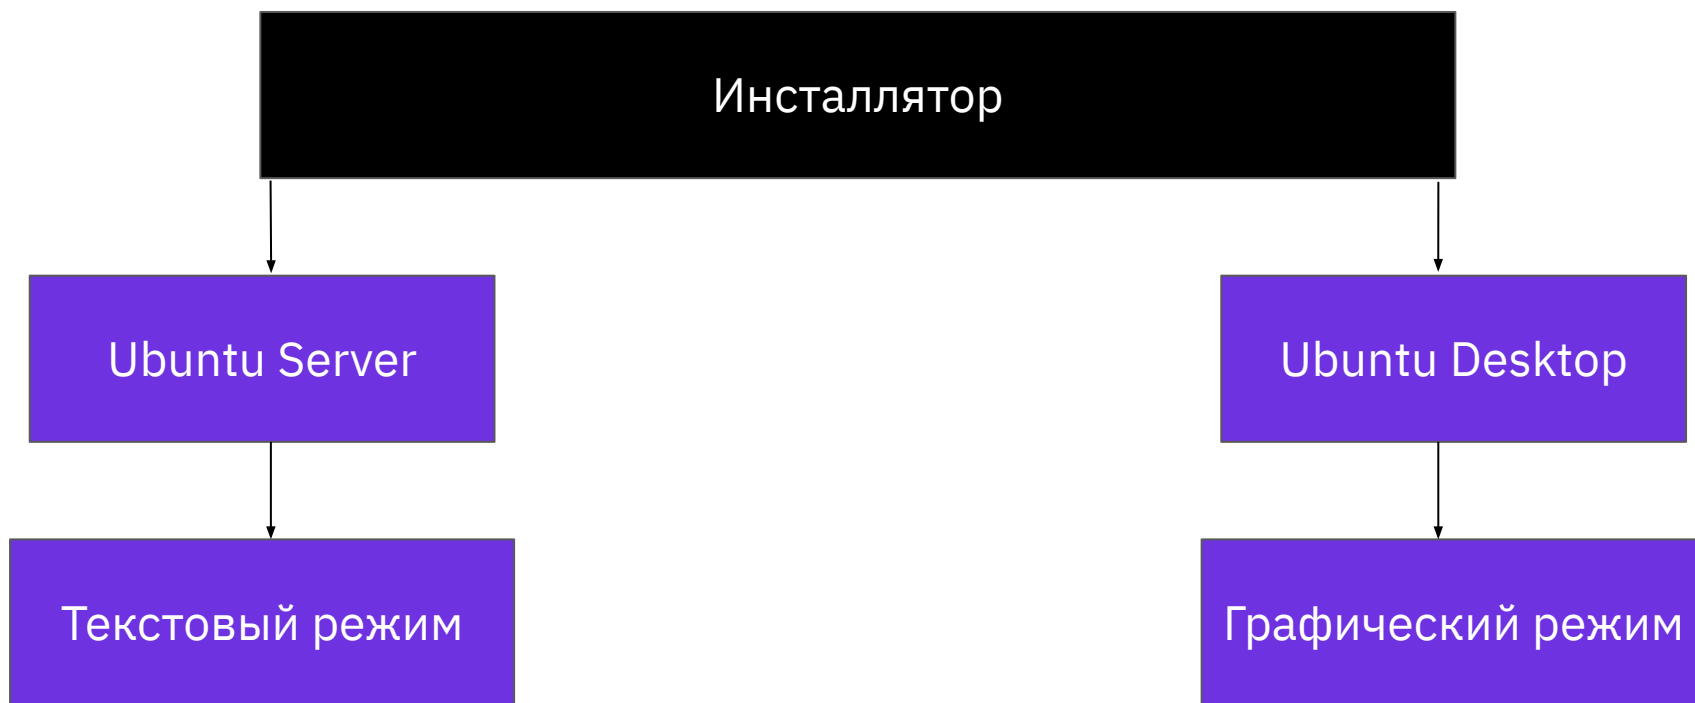 Инсталлятор
Ubuntu Server
Ubuntu Desktop
Текстовый режим
Графический режим